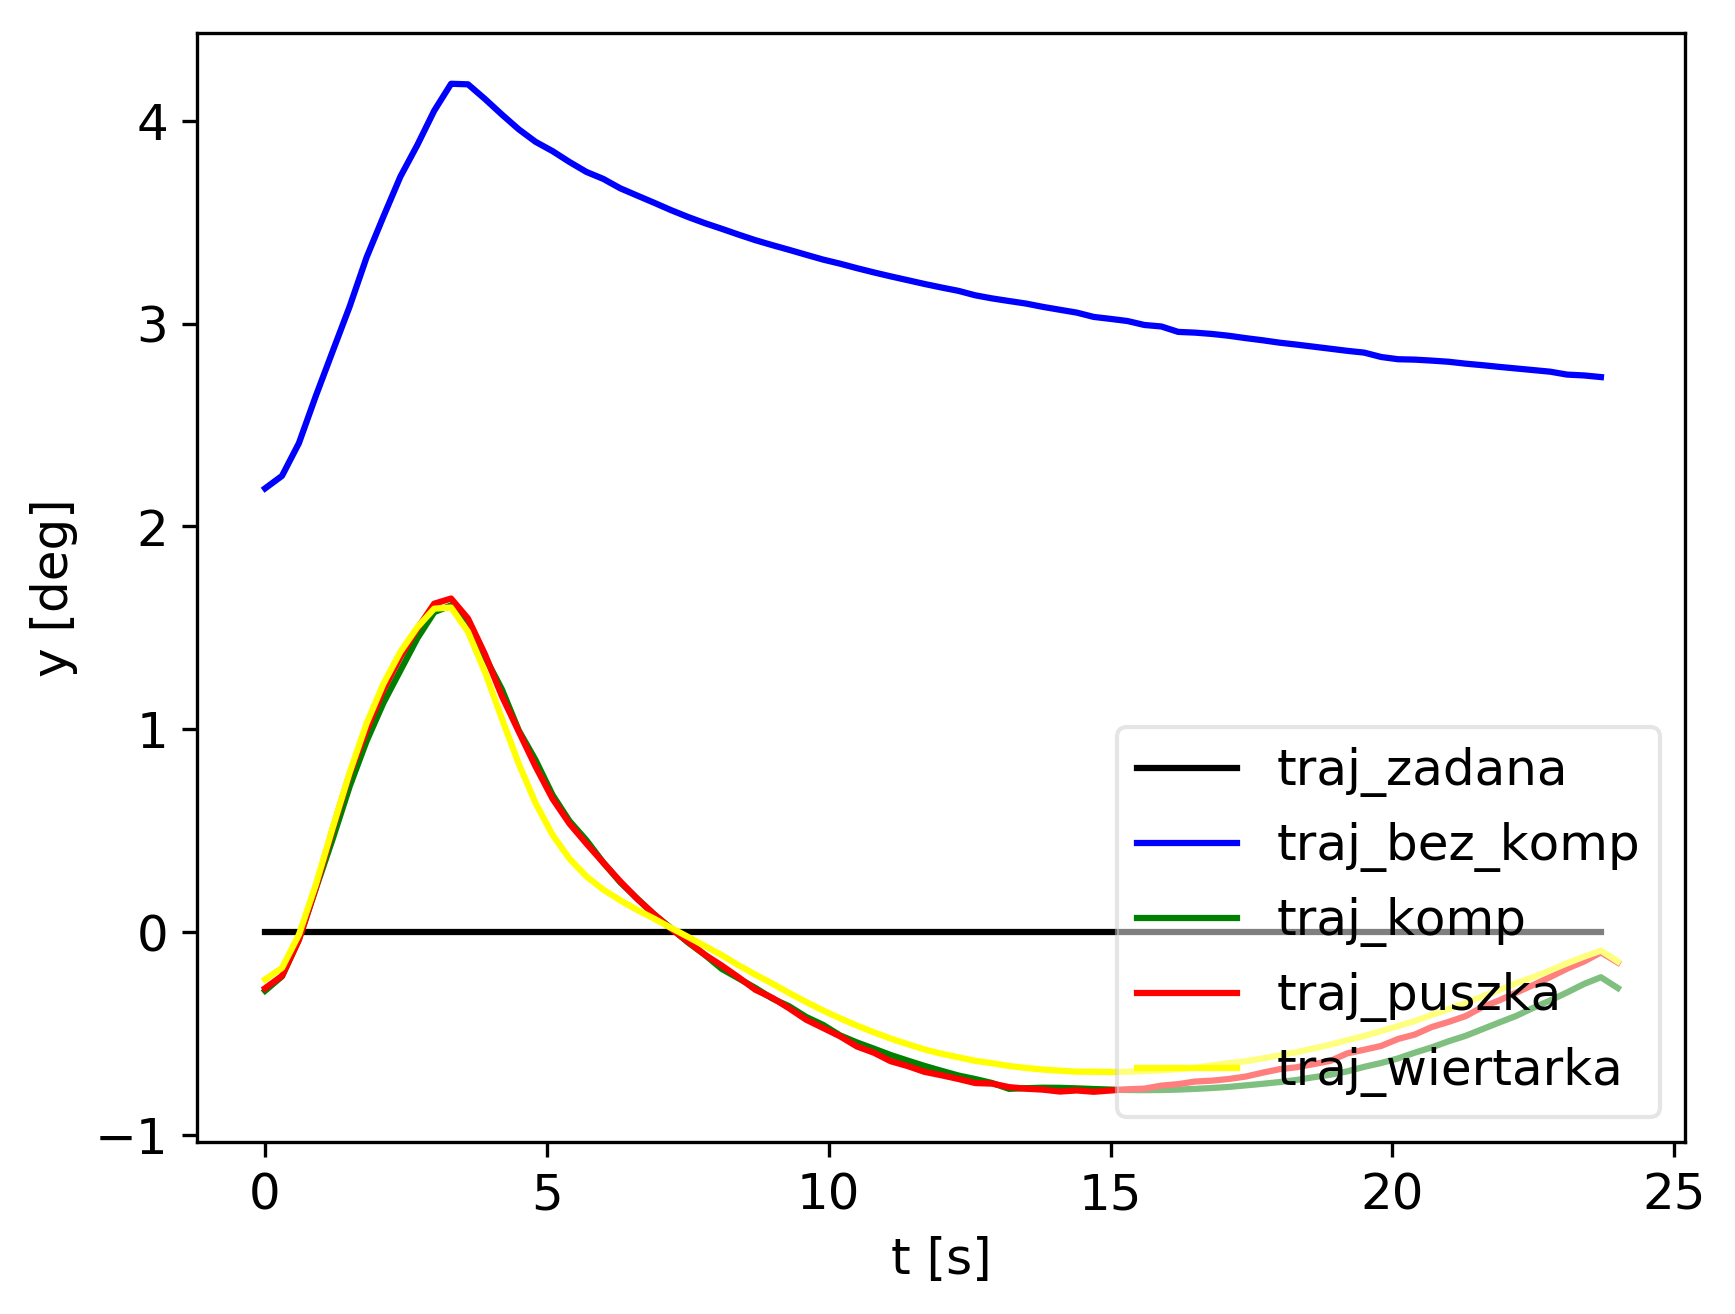 4
3
2
1
0
−1
y [deg]
traj_zadana
traj_bez_komp
traj_komp
traj_puszka
traj_wiertarka
0 5 10 15 20 25
t [s]